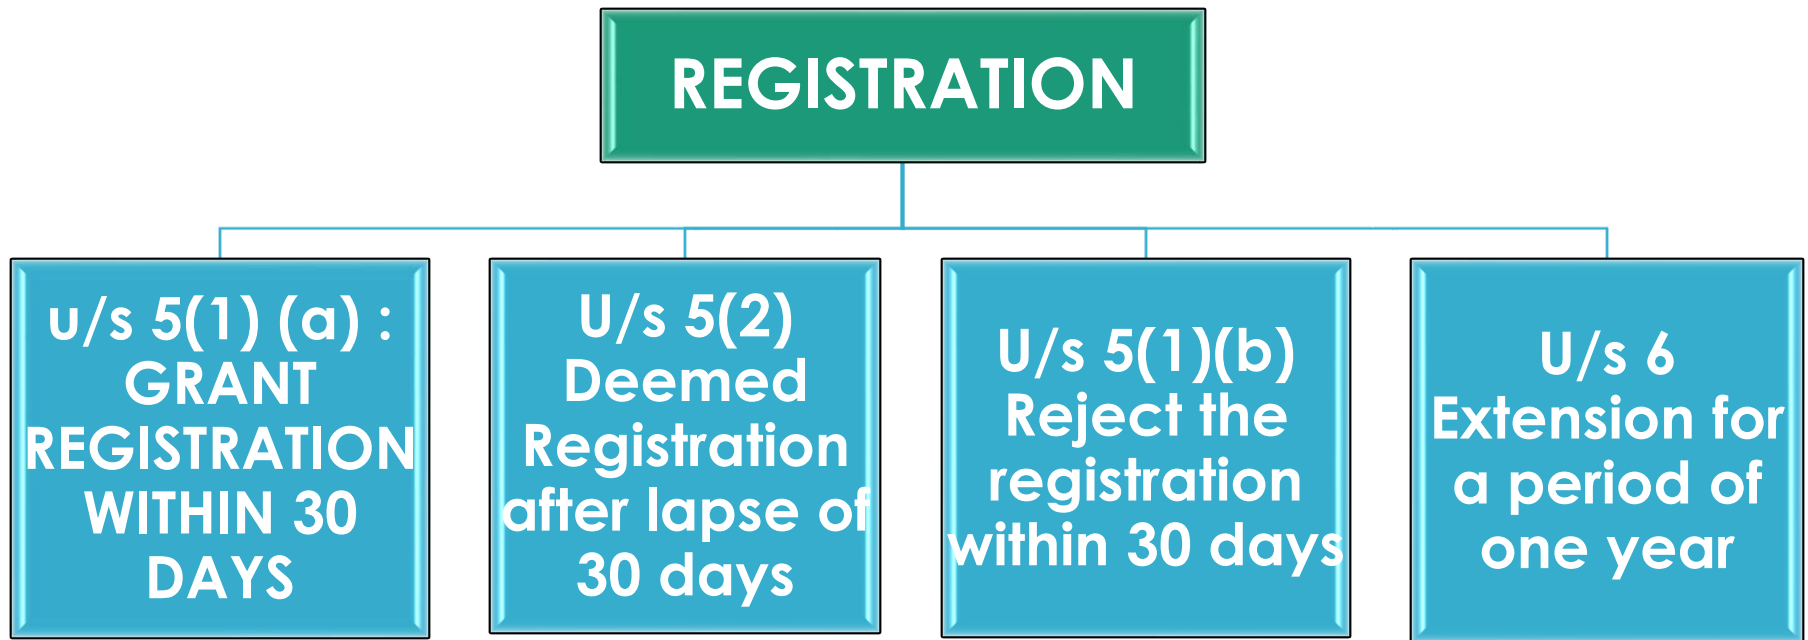 REGISTRATION
u/s 5(1) (a) :
GRANT
REGISTRATION
WITHIN 30
DAYS
U/s 5(2)
Deemed
Registration
after lapse of
30 days
U/s 5(1)(b)
Reject the
registration
within 30 days
U/s 6
Extension for
a period of
one year